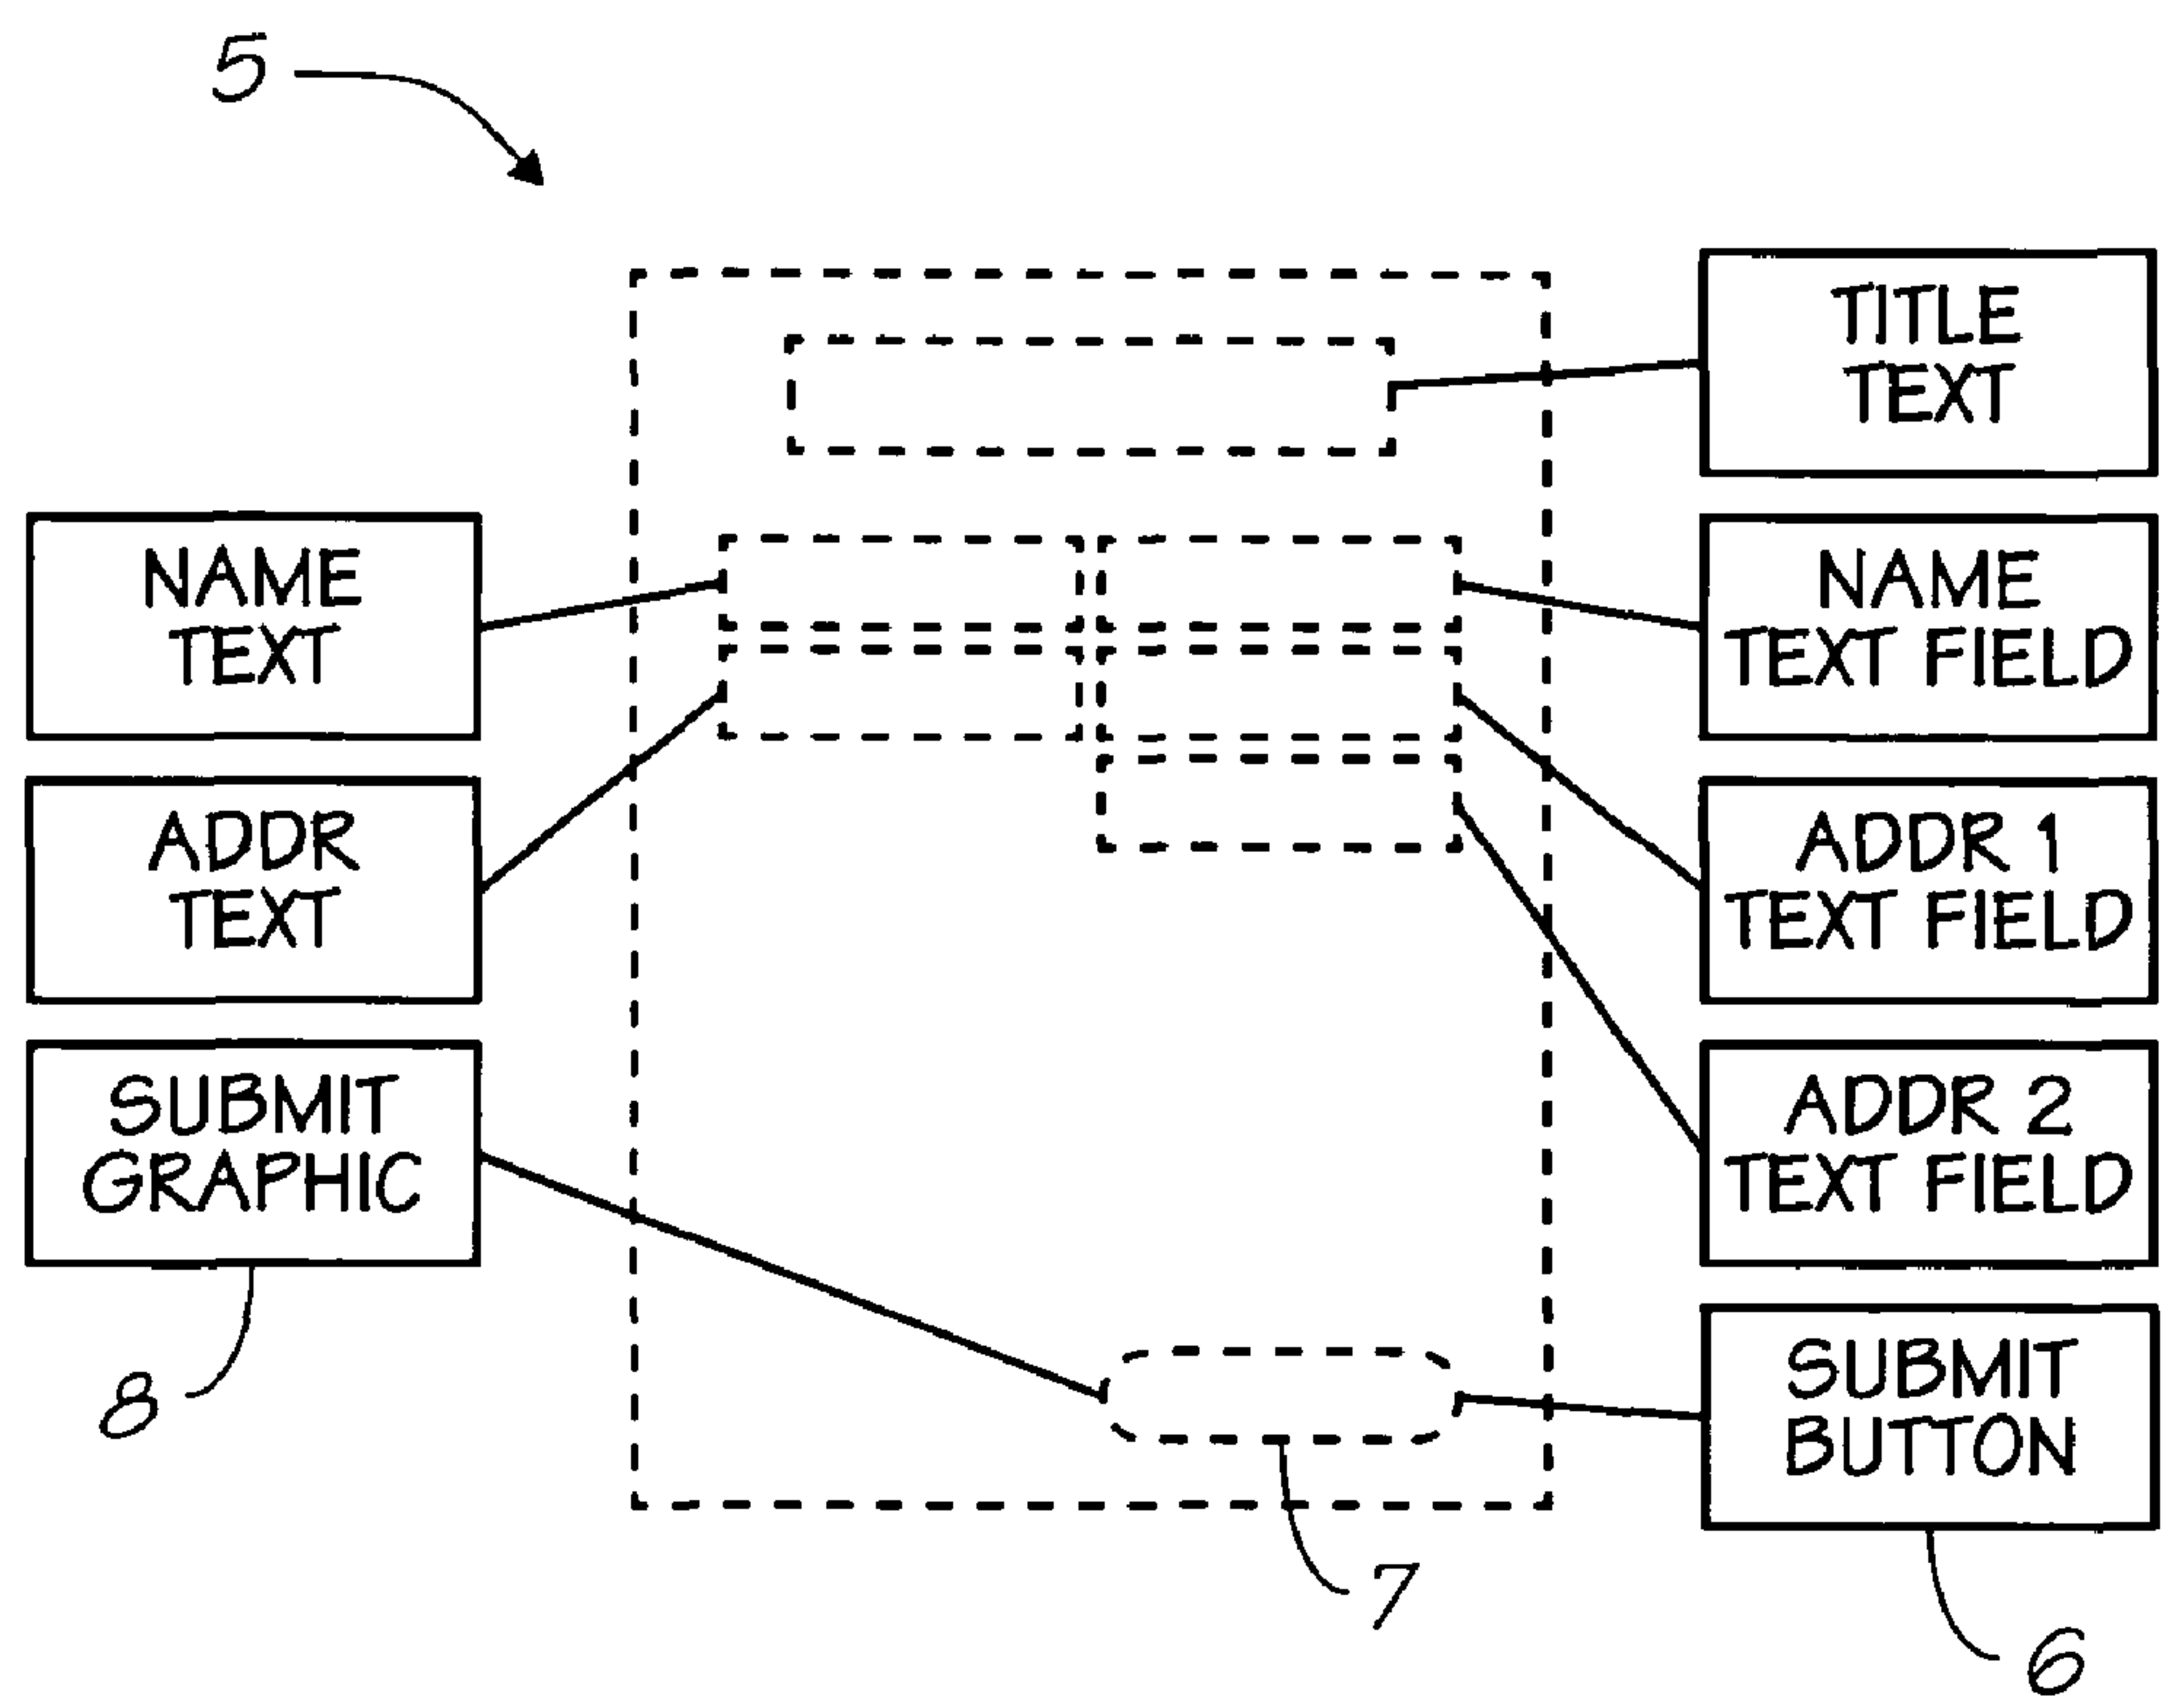 5
TITLE
TEXT
NAME
TEXT
NAME
TEXT FIELD
ADDR
TEXT
ADDR 1
TEXT FIELD
SUBMIT
GRAPHIC
ADDR 2
TEXT FIELD
SUBMIT
BUTTON
8
7
6